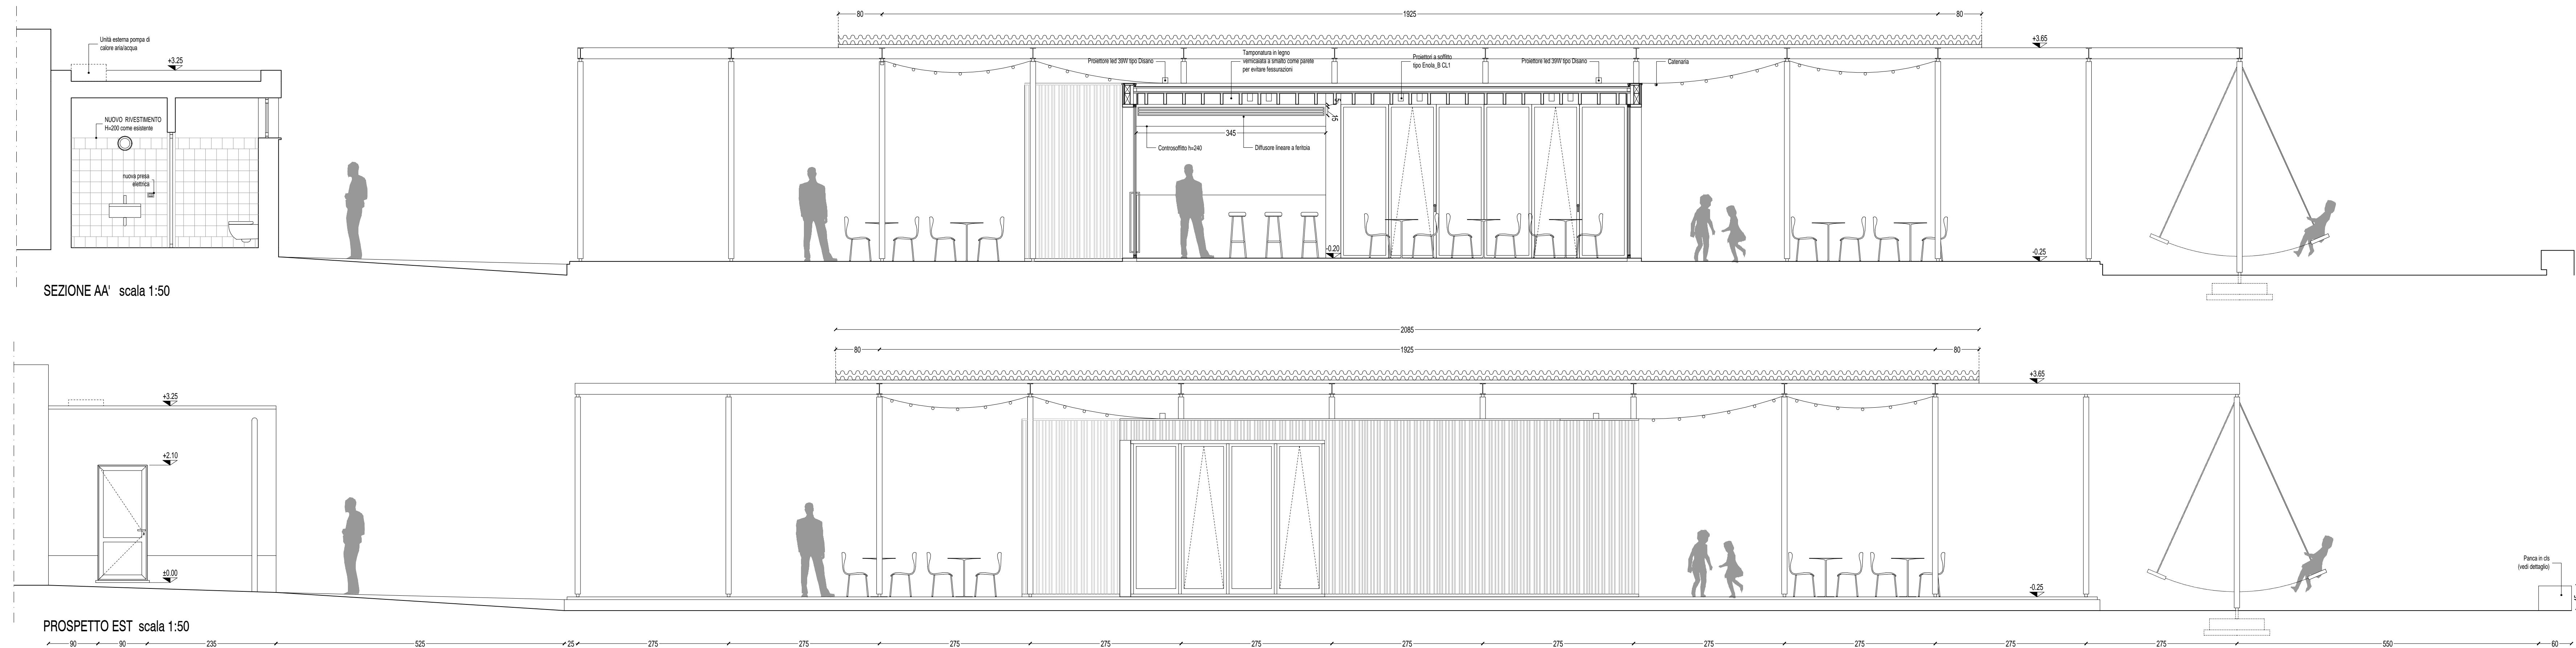 80
1925
80
Unità esterna pompa di
calore aria/acqua
+3.25
+3.65
Proiettore led 39W tipo Disano
Tamponatura in legno
verniciata a smalto come parete
per evitare fessurazioni
Proiettori a soffitto
tipo Enola_B CL1
Proiettore led 39W tipo Disano
Catenaria
NUOVO RIVESTIMENTO
H=200 come esistente
5
15
345
Controsoffitto h=240
Diffusore lineare a feritoia
nuova presa
elettrica
-0.20
-0.25
SEZIONE AA' scala 1:50
2085
80
1925
80
+3.25
+3.65
+2.10
±0.00
-0.25
Panca in cls
(vedi dettaglio)
PROSPETTO EST scala 1:50
90 90 235 525 25 275 275 275 275 275 275 275 275 275 275 275 550 60